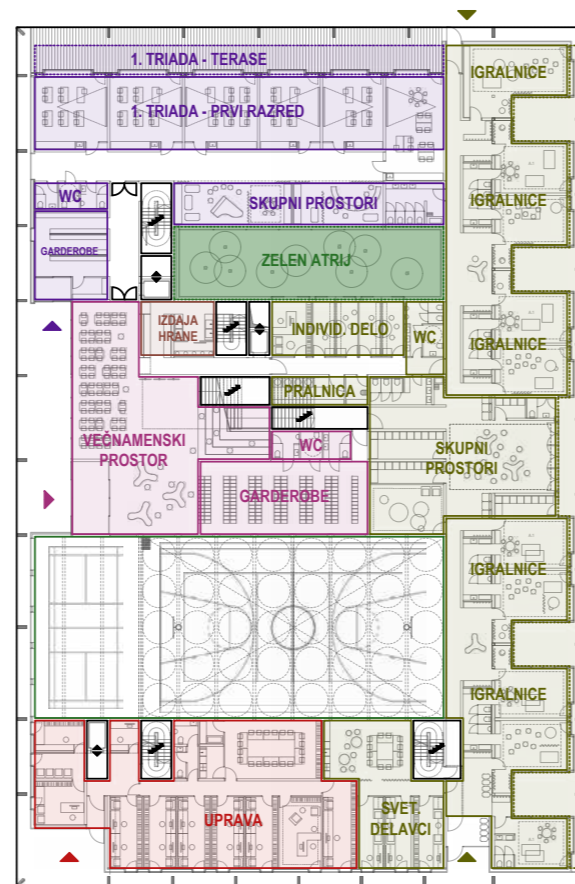 1. TRIADA - TERASE
IGRALNICE
1. TRIADA - PRVI RAZRED
WC
SKUPNI PROSTORI
IGRALNICE
GARDEROBE
ZELEN ATRIJ
IZDAJA
HRANE
INDIVID. DELO
WC
IGRALNICE
PRALNICA
VEČNAMENSKI
PROSTOR
WC
SKUPNI
PROSTORI
GARDEROBE
IGRALNICE
IGRALNICE
UPRAVA
SVET.
DELAVCI